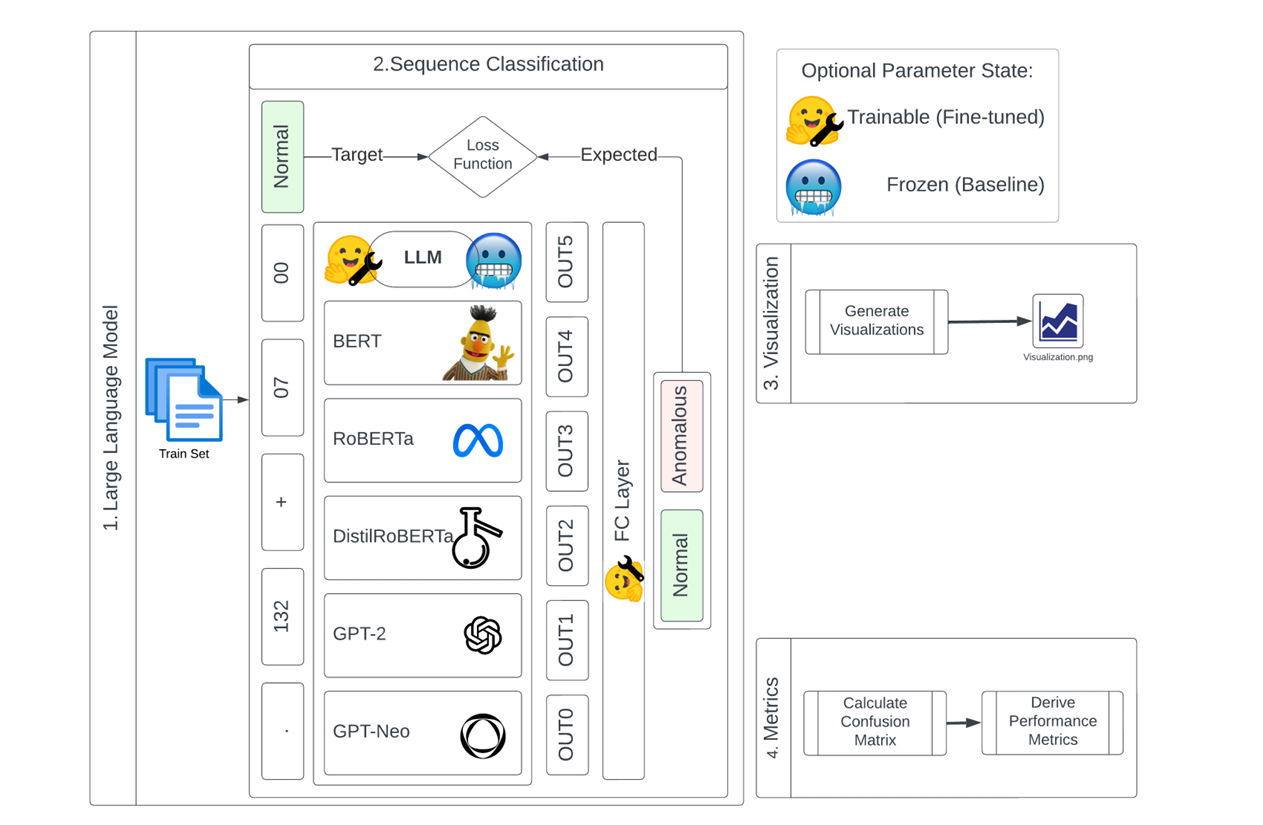 1. Large Language Model
Train Set
2.Sequence Classification
Normal
Target
Loss
Function
Expected
00
07
+
132
.
LLM
BERT
RoBERTa
DistilRoBERTa
GPT-2
GPT-Neo
OUT5
OUT4
OUT3
OUT2
OUT1
OUT0
FC Layer
Anomalous
Normal
Optional Parameter State:
Trainable (Fine-tuned)
Frozen (Baseline)
3. Visualization
Generate
Visualizations
Visualization.png
4. Metrics
Calculate
Confusion
Matrix
Derive
Performance
Metrics